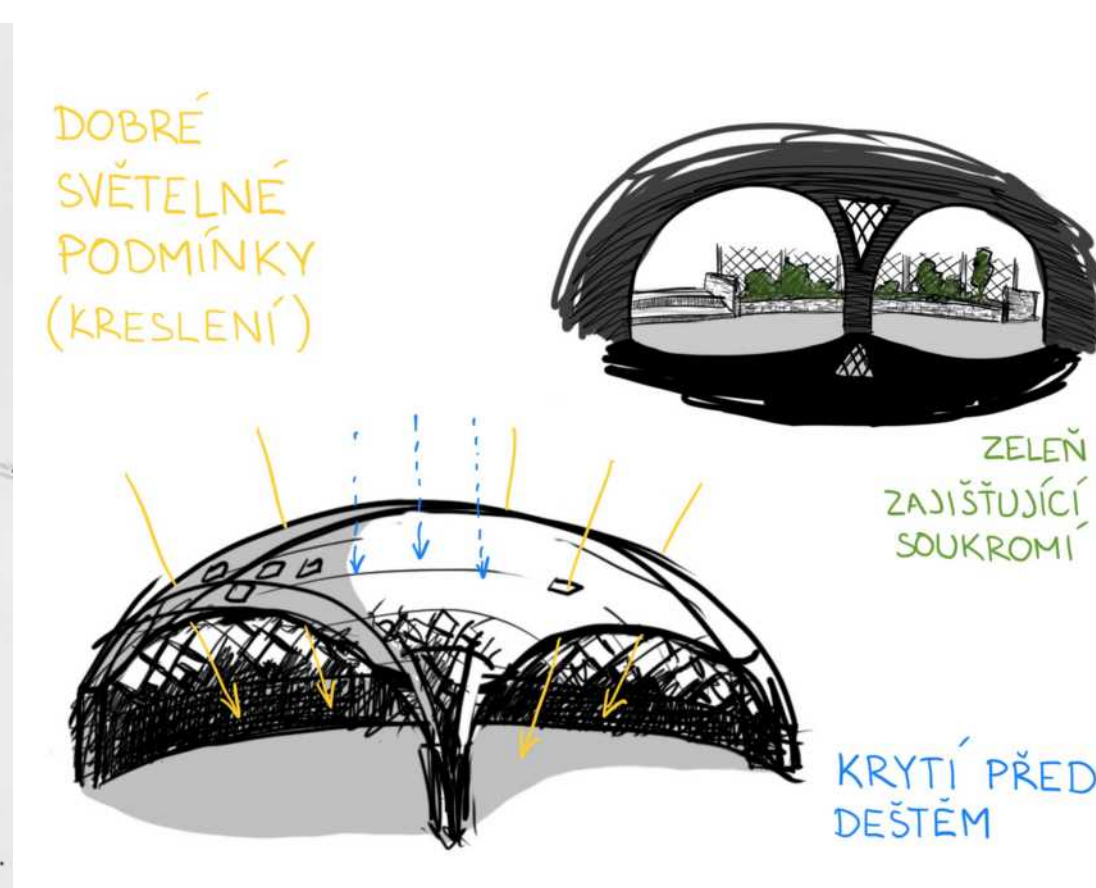 DOBRÉ
SVĚTELNÉ
PODMÍNKY
(KRESLENÍ)
ZELEŇ
ZAJIŠŤUJÍCÍ
SOUKROMÍ
KRYTÍ PŘED
DEŠTĚM